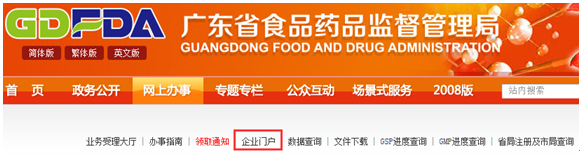 GDFDA 广东省食品药品监督管理局
GUANGDONG FOOD AND DRUG ADMINISTRATION
简体版 繁体版 英文版
首 页 政务公开 网上办事 专题专栏 公众互动 场景式服务 2008版 站内搜索
业务受理大厅 | 办事指南 | 领取通知 | 企业门户 | 数据查询 | 文件下载 | GSP进度查询 | GMP进度查询 | 省局注册及市局查询